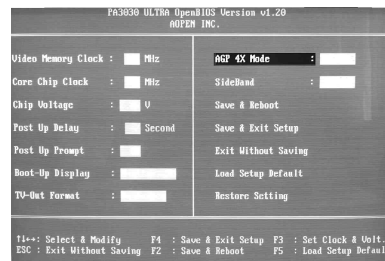 PA3030 ULTRA OpenBIOS Version v1.20
AOPEN INC.
Video Memory Clock : MHz
Core Chip Clock : MHz
Chip Voltage : V
Post Up Delay : Second
Post Up Prompt :
Boot-Up Display :
TV-Out Format :
AGP 4X Mode :
SideBand :
Save & Reboot
Save & Exit Setup
Exit Without Saving
Load Setup Default
Restore Setting
↑↓↔: Select & Modify F4 : Save & Exit Setup F3 : Set Clock & Volt.
ESC : Exit Without Saving F2 : Save & Reboot F5 : Load Setup Defaul